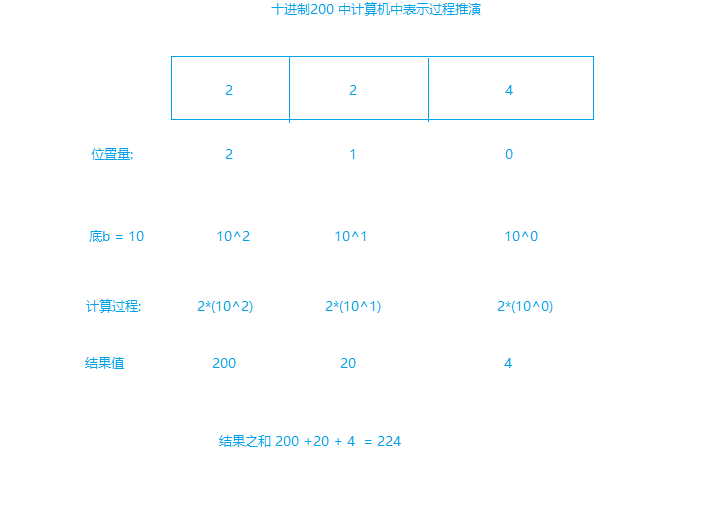 十进制200 中计算机中表示过程推演
2 2 4
位置量: 2 1 0
底b = 10 10^2 10^1 10^0
计算过程: 2*(10^2) 2*(10^1) 2*(10^0)
结果值 200 20 4
结果之和 200 +20 + 4 = 224